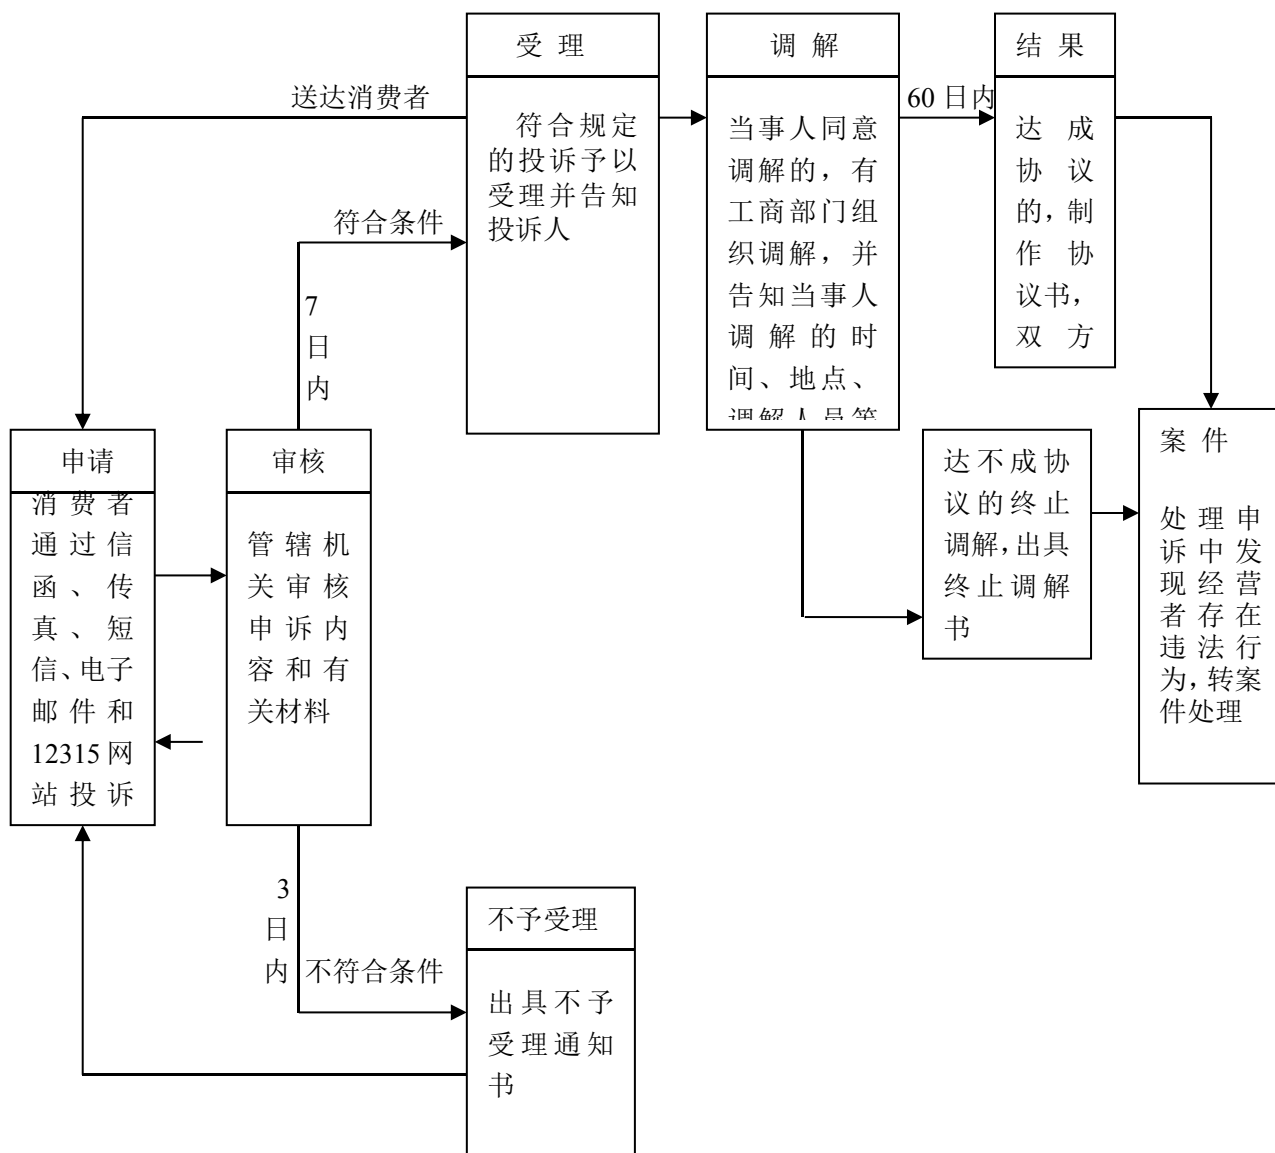 受 理
符合规定
的投诉予以
受理并告知
投诉人
调 解
当事人同意
调解的，有
工商部门组
织调解，并
告知当事人
调解的时
间、地点、
调解人员等
结 果
达成
协议
的，制
作协
议书，
双方
送达消费者
60 日内
符合条件
7
日
内
申请
消费者
通过信
函、传
真、短
信、电子
邮件和
12315 网
站投诉
审核
管辖机
关审核
申诉内
容和有
关材料
达不成协
议的终止
调解，出具
终止调解
书
案件
处理申
诉中发
现经营
者存在
违法行
为，转案
件处理
3
日
内
不符合条件
不予受理
出具不予
受理通知
书